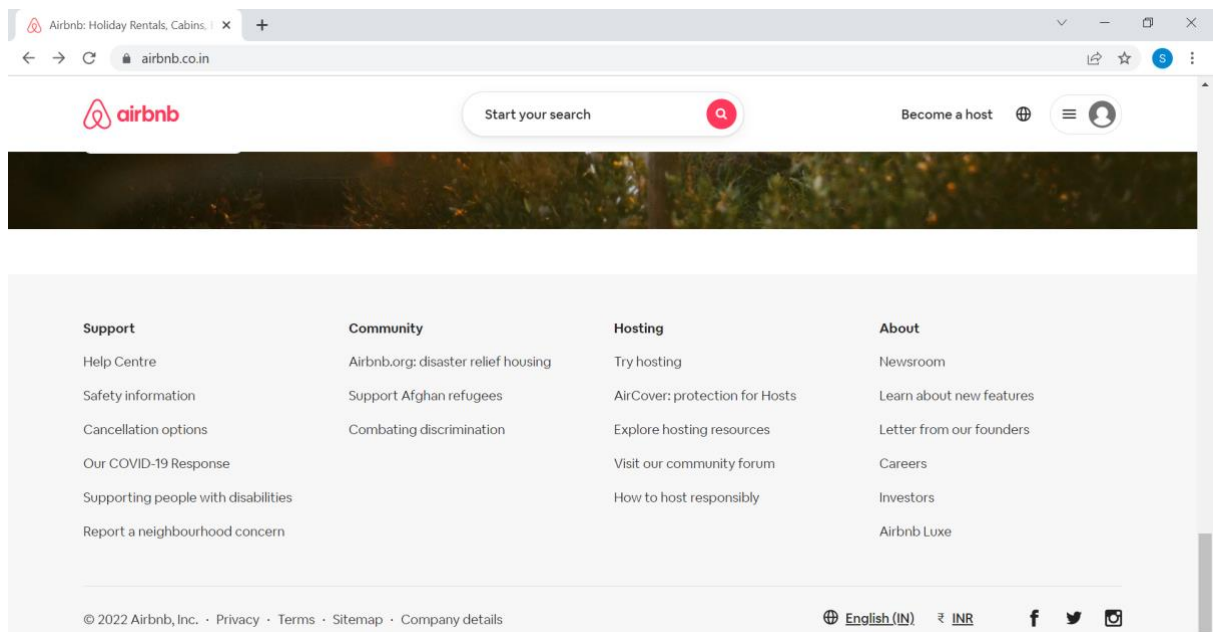 Airbnb: Holiday Rentals, Cabins,
airbnb.co.in
S
airbnb
Start your search
Become a host
Support
Help Centre
Safety information
Cancellation options
Our COVID-19 Response
Supporting people with disabilities
Report a neighbourhood concern
Community
Airbnb.org: disaster relief housing
Support Afghan refugees
Combating discrimination
Hosting
Try hosting
AirCover: protection for Hosts
Explore hosting resources
Visit our community forum
How to host responsibly
About
Newsroom
Learn about new features
Letter from our founders
Careers
Investors
Airbnb Luxe
© 2022 Airbnb, Inc. · Privacy · Terms · Sitemap · Company details
English (IN) ₹ INR